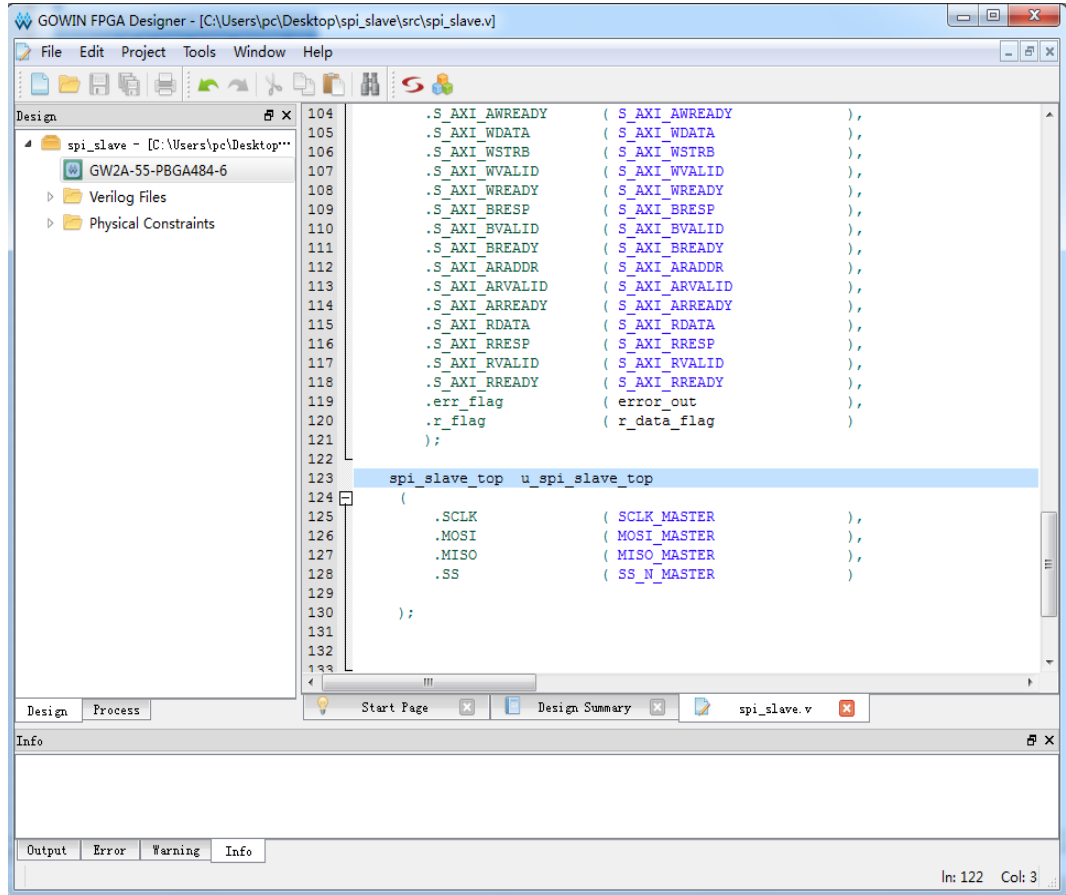 GOWIN FPGA Designer - [C:\Users\pc\Desktop\spi_slave\src\spi_slave.v]
File Edit Project Tools Window Help
Design
spi_slave - [C:\Users\pc\Desktop...
GW2A-55-PBGA484-6
Verilog Files
Physical Constraints
104 .S_AXI_AWREADY ( S_AXI_AWREADY ),
105 .S_AXI_WDATA ( S_AXI_WDATA ),
106 .S_AXI_WSTRB ( S_AXI_WSTRB ),
107 .S_AXI_WVALID ( S_AXI_WVALID ),
108 .S_AXI_WREADY ( S_AXI_WREADY ),
109 .S_AXI_BRESP ( S_AXI_BRESP ),
110 .S_AXI_BVALID ( S_AXI_BVALID ),
111 .S_AXI_BREADY ( S_AXI_BREADY ),
112 .S_AXI_ARADDR ( S_AXI_ARADDR ),
113 .S_AXI_ARVALID ( S_AXI_ARVALID ),
114 .S_AXI_ARREADY ( S_AXI_ARREADY ),
115 .S_AXI_RDATA ( S_AXI_RDATA ),
116 .S_AXI_RRESP ( S_AXI_RRESP ),
117 .S_AXI_RVALID ( S_AXI_RVALID ),
118 .S_AXI_RREADY ( S_AXI_RREADY ),
119 .err_flag ( error_out ),
120 .r_flag ( r_data_flag )
121 );
122
123 spi_slave_top u_spi_slave_top
124 (
125 .SCLK ( SCLK_MASTER ),
126 .MOSI ( MOSI_MASTER ),
127 .MISO ( MISO_MASTER ),
128 .SS ( SS_N_MASTER )
129
130 );
131
132
133
Design Process
Start Page Design Summary spi_slave.v
Info
Output Error Warning Info
ln: 122 Col: 3